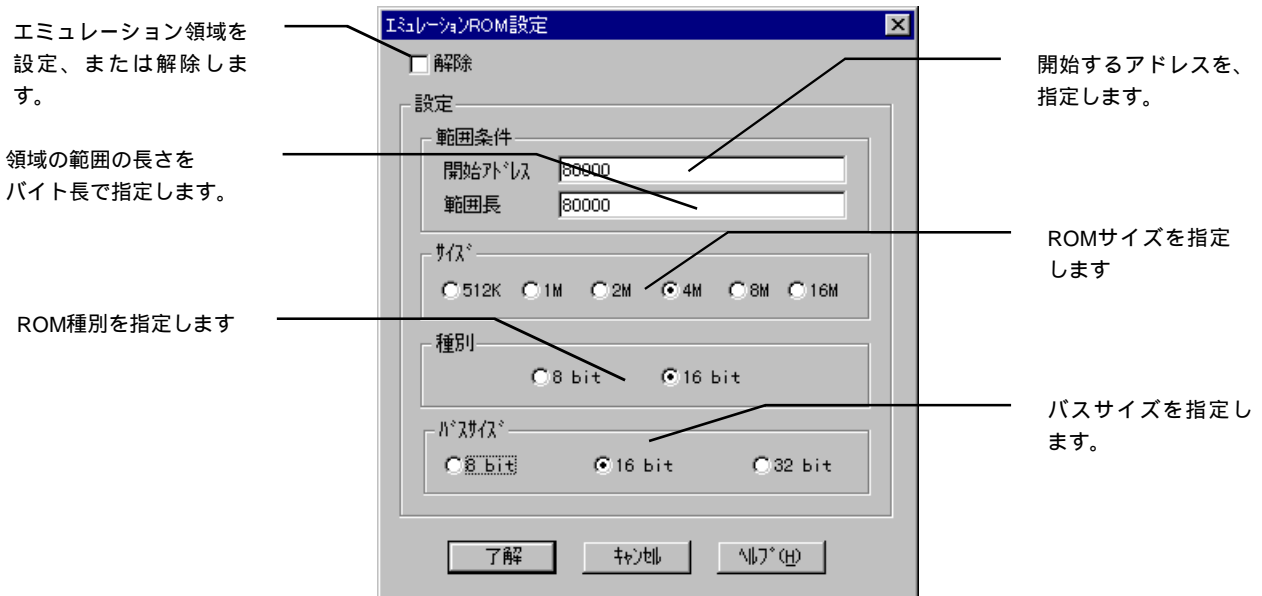 エミュレーション領域を
設定、または解除しま
す。
領域の範囲の長さを
バイト長で指定します。
ROM種別を指定します
ｴﾐｭﾚｰｼｮﾝROM設定
解除
設定
範囲条件
開始ｱﾄﾞﾚｽ 80000
範囲長 80000
ｻｲｽﾞ
512K 1M 2M 4M 8M 16M
種別
8 bit 16 bit
ﾊﾞｽｻｲｽﾞ
8 bit 16 bit 32 bit
了解 ｷｬﾝｾﾙ ﾍﾙﾌﾟ(H)
開始するアドレスを、
指定します。
ROMサイズを指定
します
バスサイズを指定し
ます。